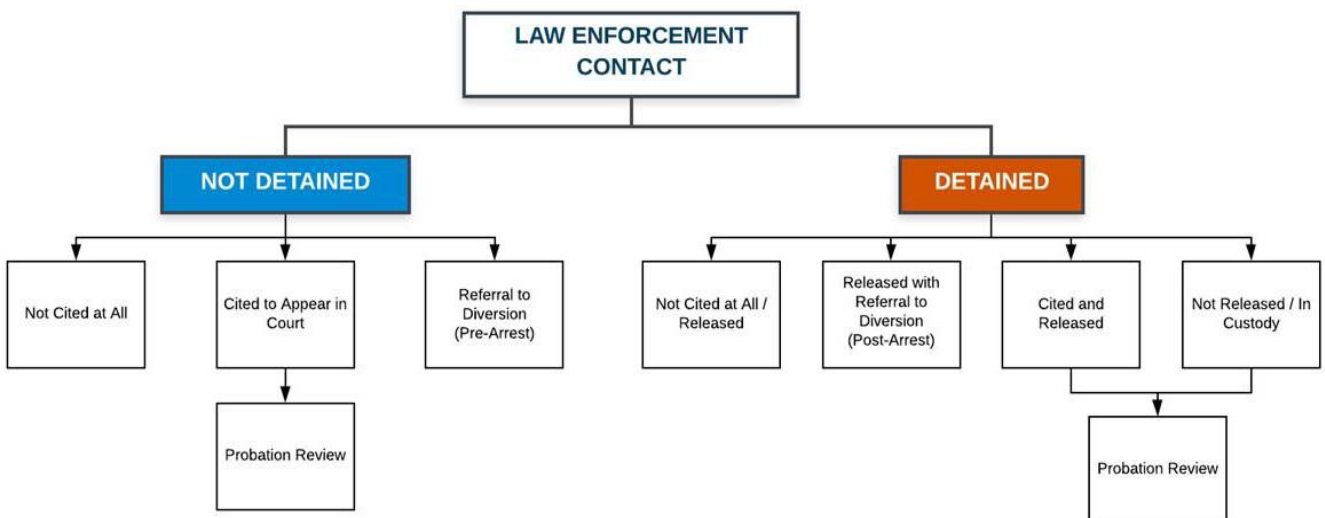 LAW ENFORCEMENT
CONTACT
NOT DETAINED
DETAINED
Not Cited at All
Cited to Appear in
Court
Referral to
Diversion
(Pre-Arrest)
Not Cited at All /
Released
Released with
Referral to
Diversion
(Post-Arrest)
Cited and
Released
Not Released / In
Custody
Probation Review
Probation Review